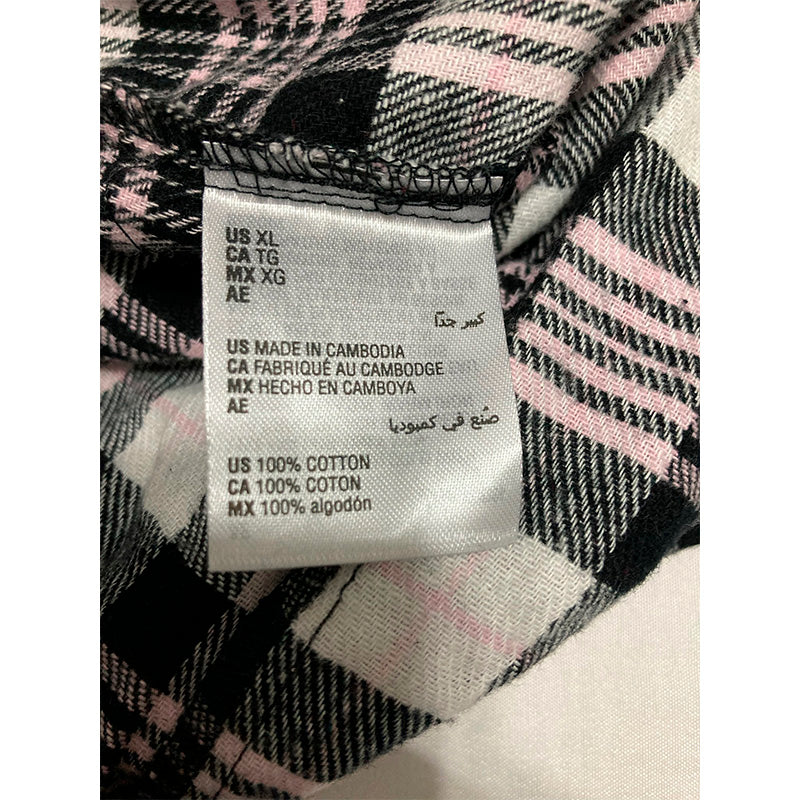 US XL
CA TG
MX XG
AE
كبير جدًا
US MADE IN CAMBODIA
CA FABRIQUÉ AU CAMBODGE
MX HECHO EN CAMBOYA
AE
صُنع في كمبوديا
US 100% COTTON
CA 100% COTON
MX 100% algodón